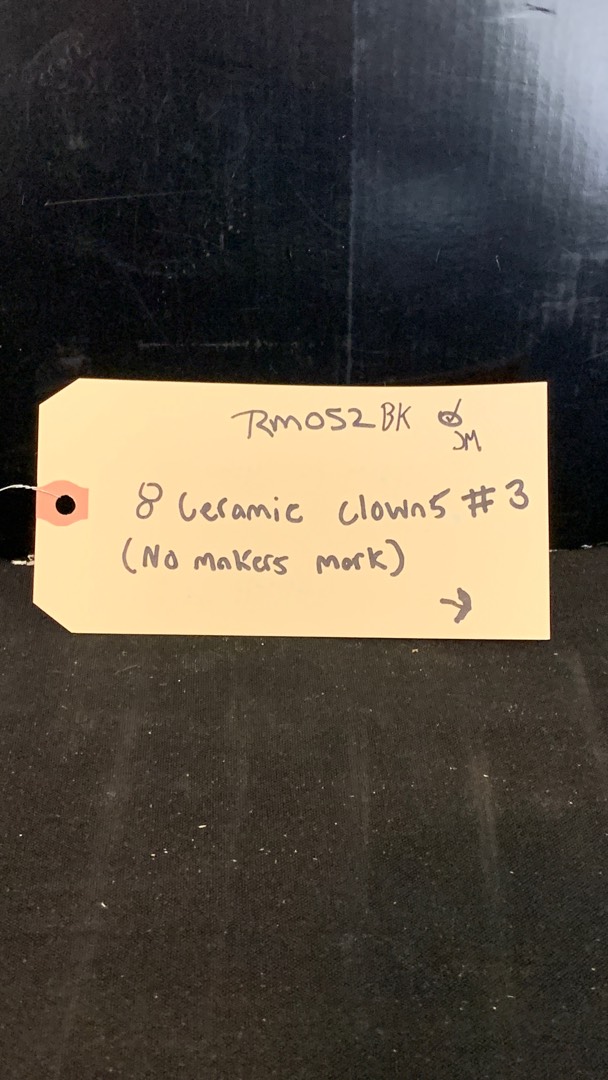 RM052BK
JM
8 Ceramic Clowns #3
(No makers mark)
→